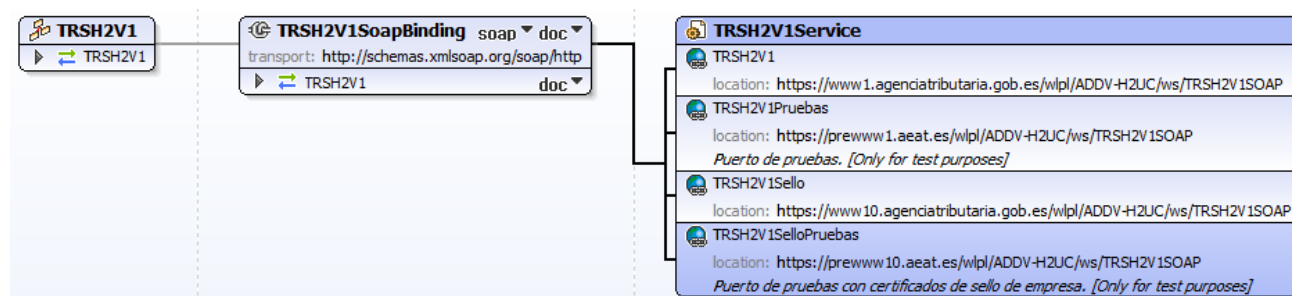 TRSH2V1
TRSH2V1
TRSH2V1SoapBinding soap doc
transport: http://schemas.xmlsoap.org/soap/http
TRSH2V1 doc
TRSH2V1Service
TRSH2V1
location: https://www1.agenciatributaria.gob.es/wlpl/ADDV-H2UC/ws/TRSH2V1SOAP
TRSH2V1Pruebas
location: https://prewww1.aeat.es/wlpl/ADDV-H2UC/ws/TRSH2V1SOAP
Puerto de pruebas. [Only for test purposes]
TRSH2V1Sello
location: https://www10.agenciatributaria.gob.es/wlpl/ADDV-H2UC/ws/TRSH2V1SOAP
TRSH2V1SelloPruebas
location: https://prewww10.aeat.es/wlpl/ADDV-H2UC/ws/TRSH2V1SOAP
Puerto de pruebas con certificados de sello de empresa. [Only for test purposes]